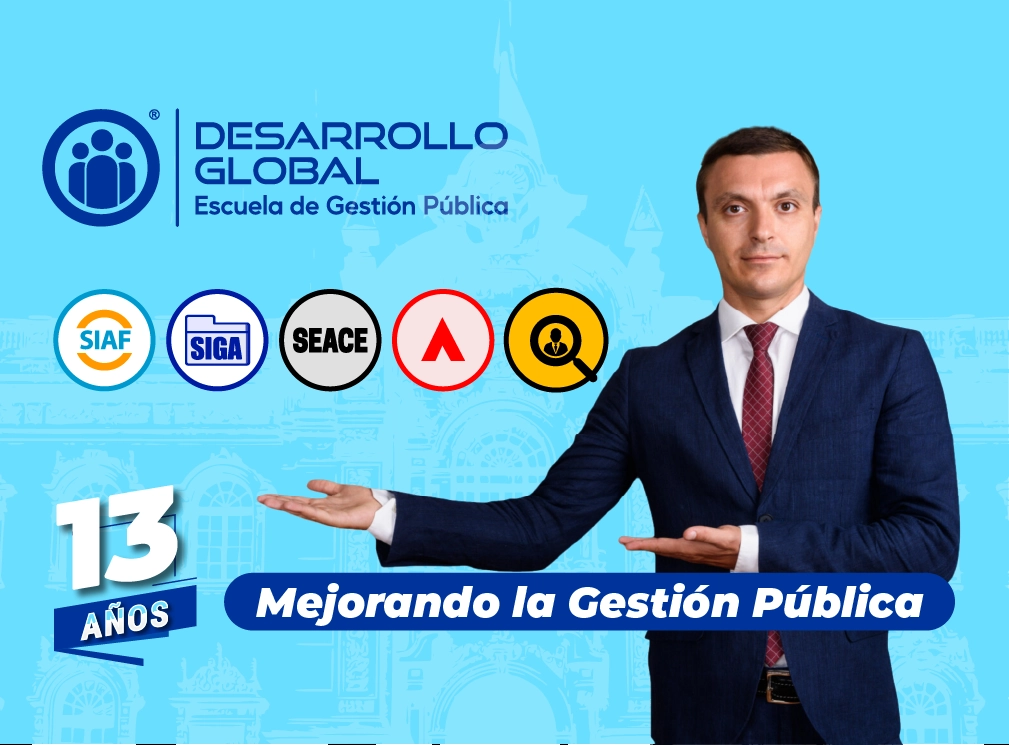 ®
DESARROLLO
GLOBAL
Escuela de Gestión Pública
SIAF
SIGA
SEACE
13
AÑOS
Mejorando la Gestión Pública